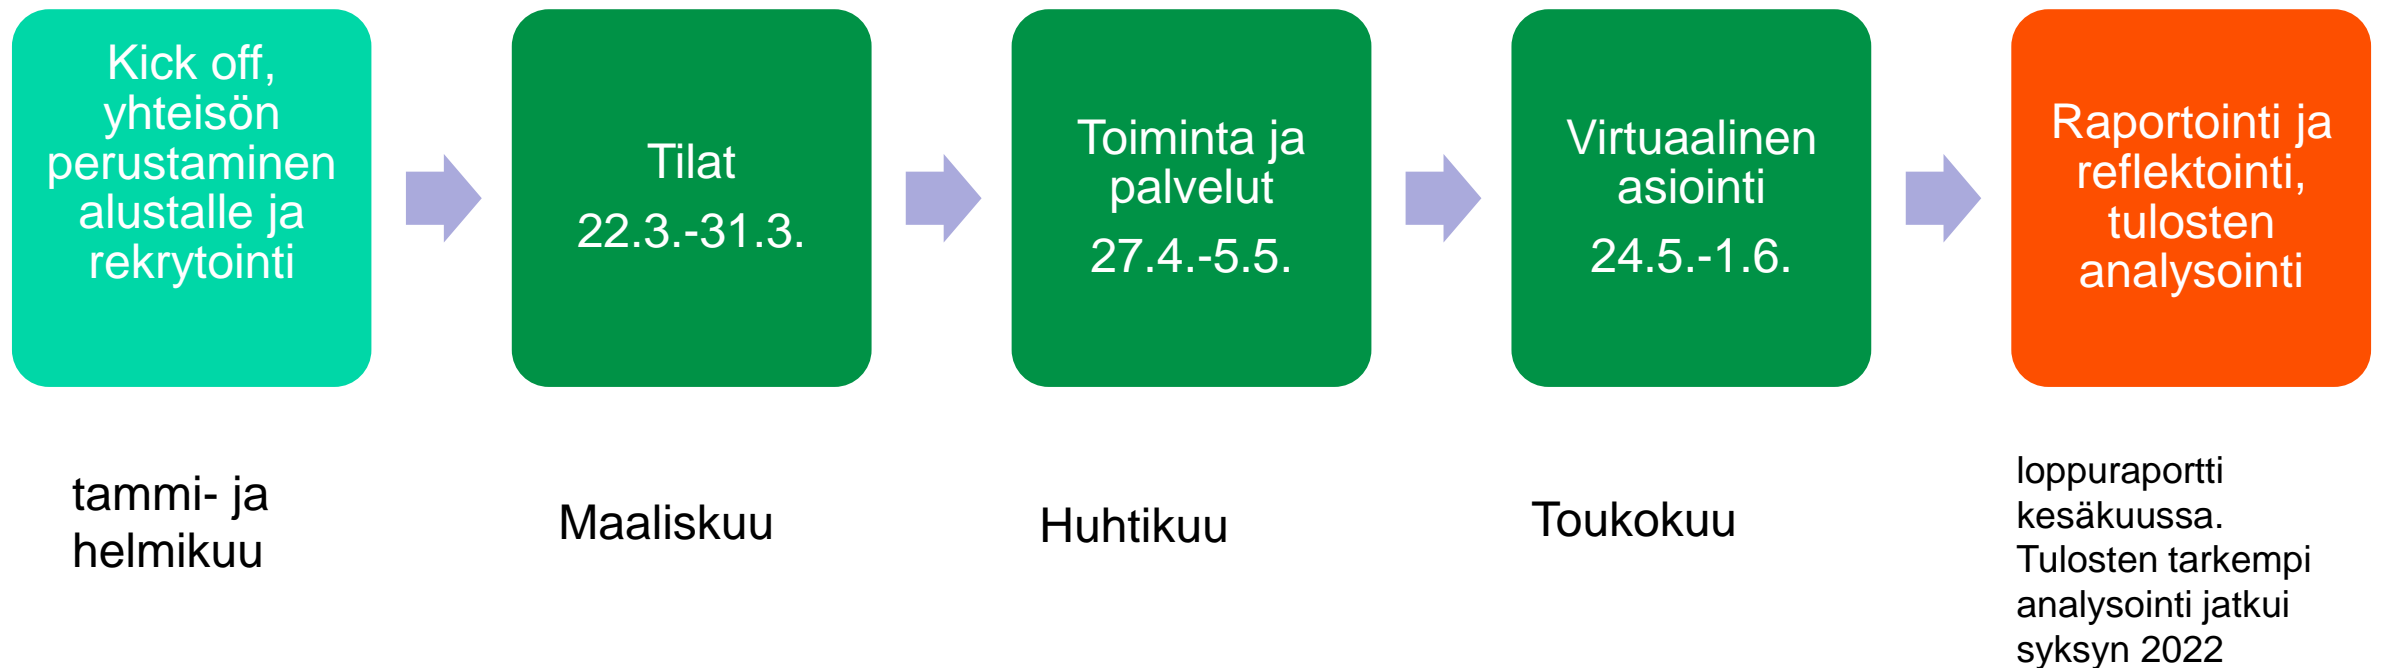 Kick off,
yhteisön
perustaminen
alustalle ja
rekrytointi
Tilat
22.3.-31.3.
Toiminta ja
palvelut
27.4.-5.5.
Virtuaalinen
asiointi
24.5.-1.6.
Raportointi ja
reflektointi,
tulosten
analysointi
tammi- ja
helmikuu
Maaliskuu
Huhtikuu
Toukokuu
loppuraportti
kesäkuussa.
Tulosten tarkempi
analysointi jatkui
syksyn 2022